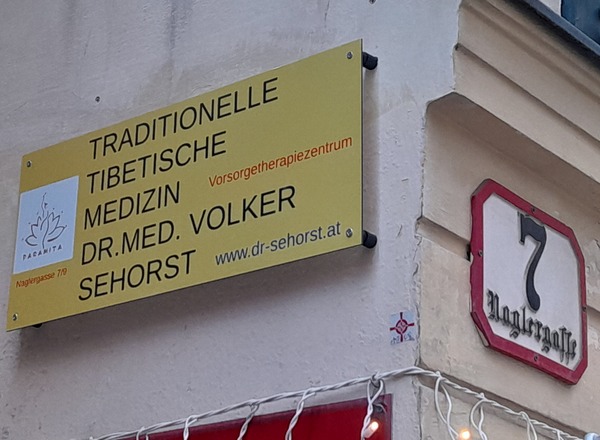 TRADITIONELLE
TIBETISCHE
MEDIZIN
Vorsorgetherapiezentrum
DR.MED. VOLKER
SEHORST
www.dr-sehorst.at
PARAMITA
Naglergasse 7/9
7
Naglergasse